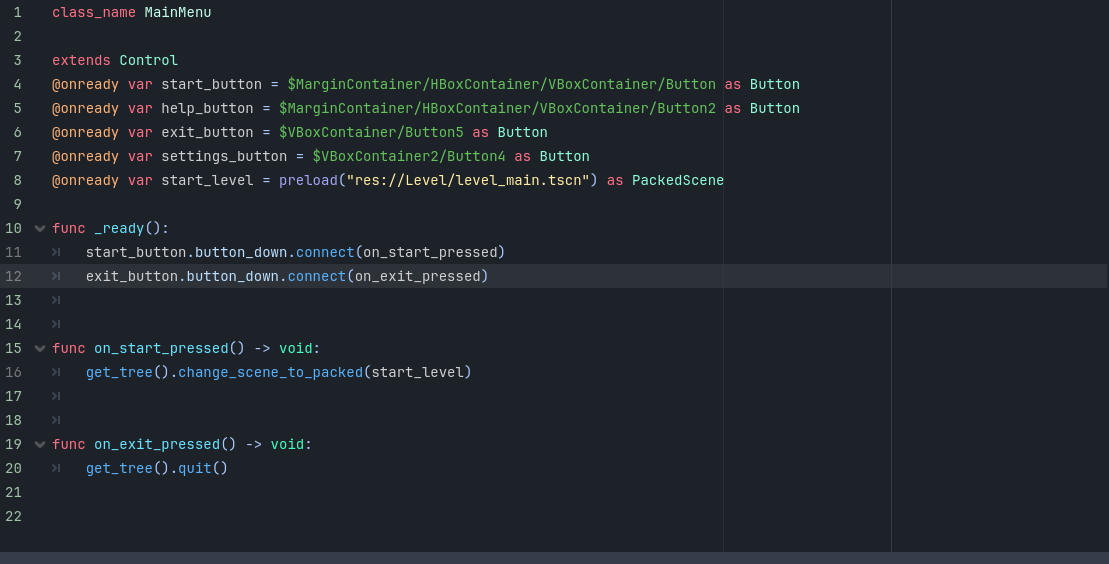 1 class_name MainMenu
2
3 extends Control
4 @onready var start_button = $MarginContainer/HBoxContainer/VBoxContainer/Button as Button
5 @onready var help_button = $MarginContainer/HBoxContainer/VBoxContainer/Button2 as Button
6 @onready var exit_button = $VBoxContainer/Button5 as Button
7 @onready var settings_button = $VBoxContainer2/Button4 as Button
8 @onready var start_level = preload("res://Level/level_main.tscn") as PackedScene
9
10 func _ready():
11 start_button.button_down.connect(on_start_pressed)
12 exit_button.button_down.connect(on_exit_pressed)
13
14
15 func on_start_pressed() -> void:
16 get_tree().change_scene_to_packed(start_level)
17
18
19 func on_exit_pressed() -> void:
20 get_tree().quit()
21
22